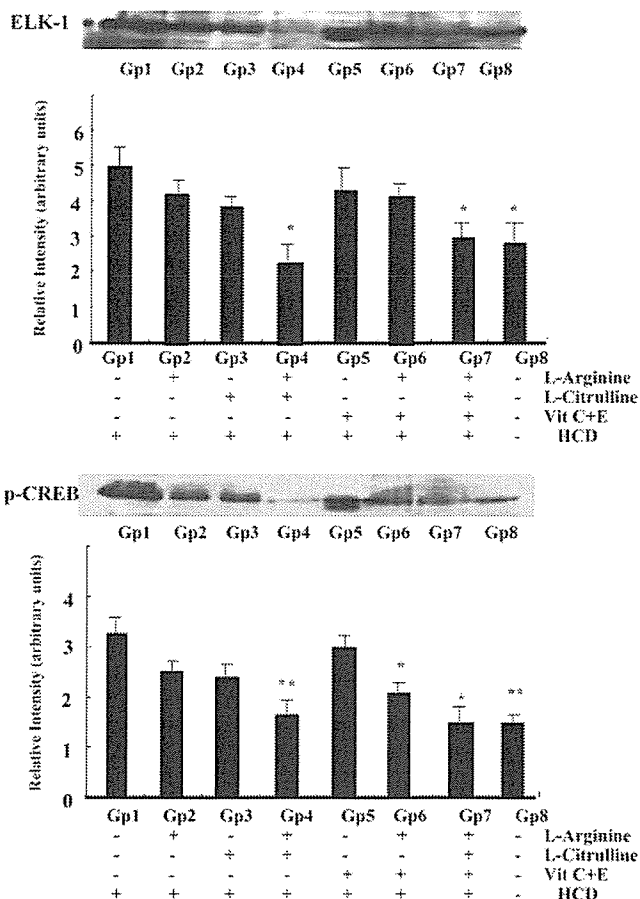 ELK-1
Gp1 Gp2 Gp3 Gp4 Gp5 Gp6 Gp7 Gp8
Relative Intensity (arbitrary units)
6
5
4
3
2
1
0
* * *
Gp1 Gp2 Gp3 Gp4 Gp5 Gp6 Gp7 Gp8
- + - + - + + - L-Arginine
- - + + - - + - L-Citrulline
- - - - + + + - Vit C+E
+ + + + + + + - HCD
p-CREB
Gp1 Gp2 Gp3 Gp4 Gp5 Gp6 Gp7 Gp8
Relative Intensity (arbitrary units)
4
3
2
1
0
** * * **
Gp1 Gp2 Gp3 Gp4 Gp5 Gp6 Gp7 Gp8
- + - + - + + - L-Arginine
- - + + - - + - L-Citrulline
- - - - + + + - Vit C+E
+ + + + + + + - HCD